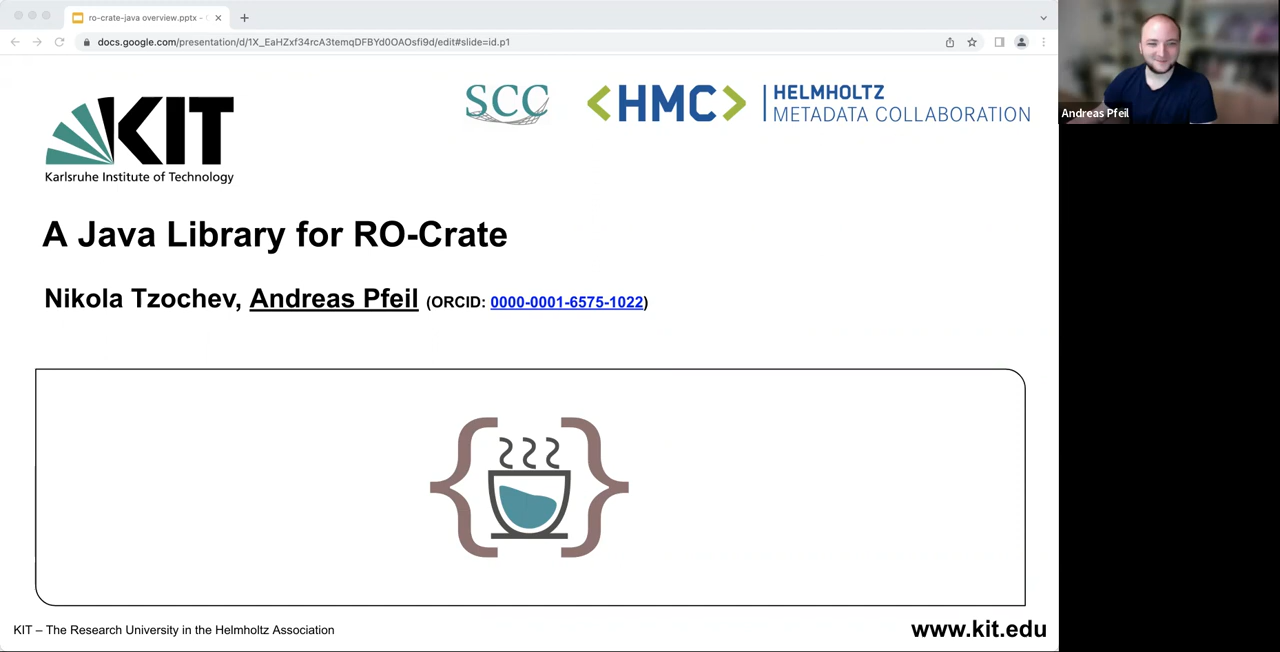 ro-crate-java overview.pptx -
docs.google.com/presentation/d/1X_EaHZxf34rcA3temqDFBYd0OAOsfi9d/edit#slide=id.p1
Andreas Pfeil
KIT
Karlsruhe Institute of Technology
SCC
<HMC>
HELMHOLTZ
METADATA COLLABORATION
A Java Library for RO-Crate
Nikola Tzochev, Andreas Pfeil (ORCID: 0000-0001-6575-1022)
KIT – The Research University in the Helmholtz Association
www.kit.edu